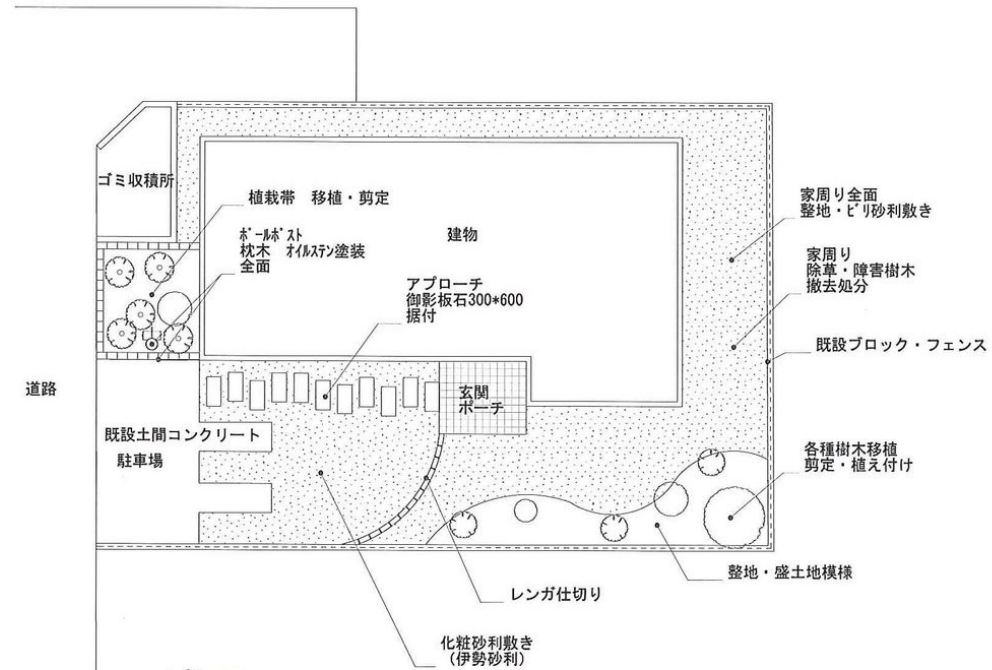 ゴミ収積所
植栽帯 移植・剪定
ポールポスト
枕木 オイルステン塗装
全面
建物
アプローチ
御影板石300*600
据付
家周り全面
整地・ビリ砂利敷き
家周り
除草・障害樹木
撤去処分
既設ブロック・フェンス
道路
玄関
ポーチ
既設土間コンクリート
駐車場
各種樹木移植
剪定・植え付け
整地・盛土地模様
レンガ仕切り
化粧砂利敷き
(伊勢砂利)